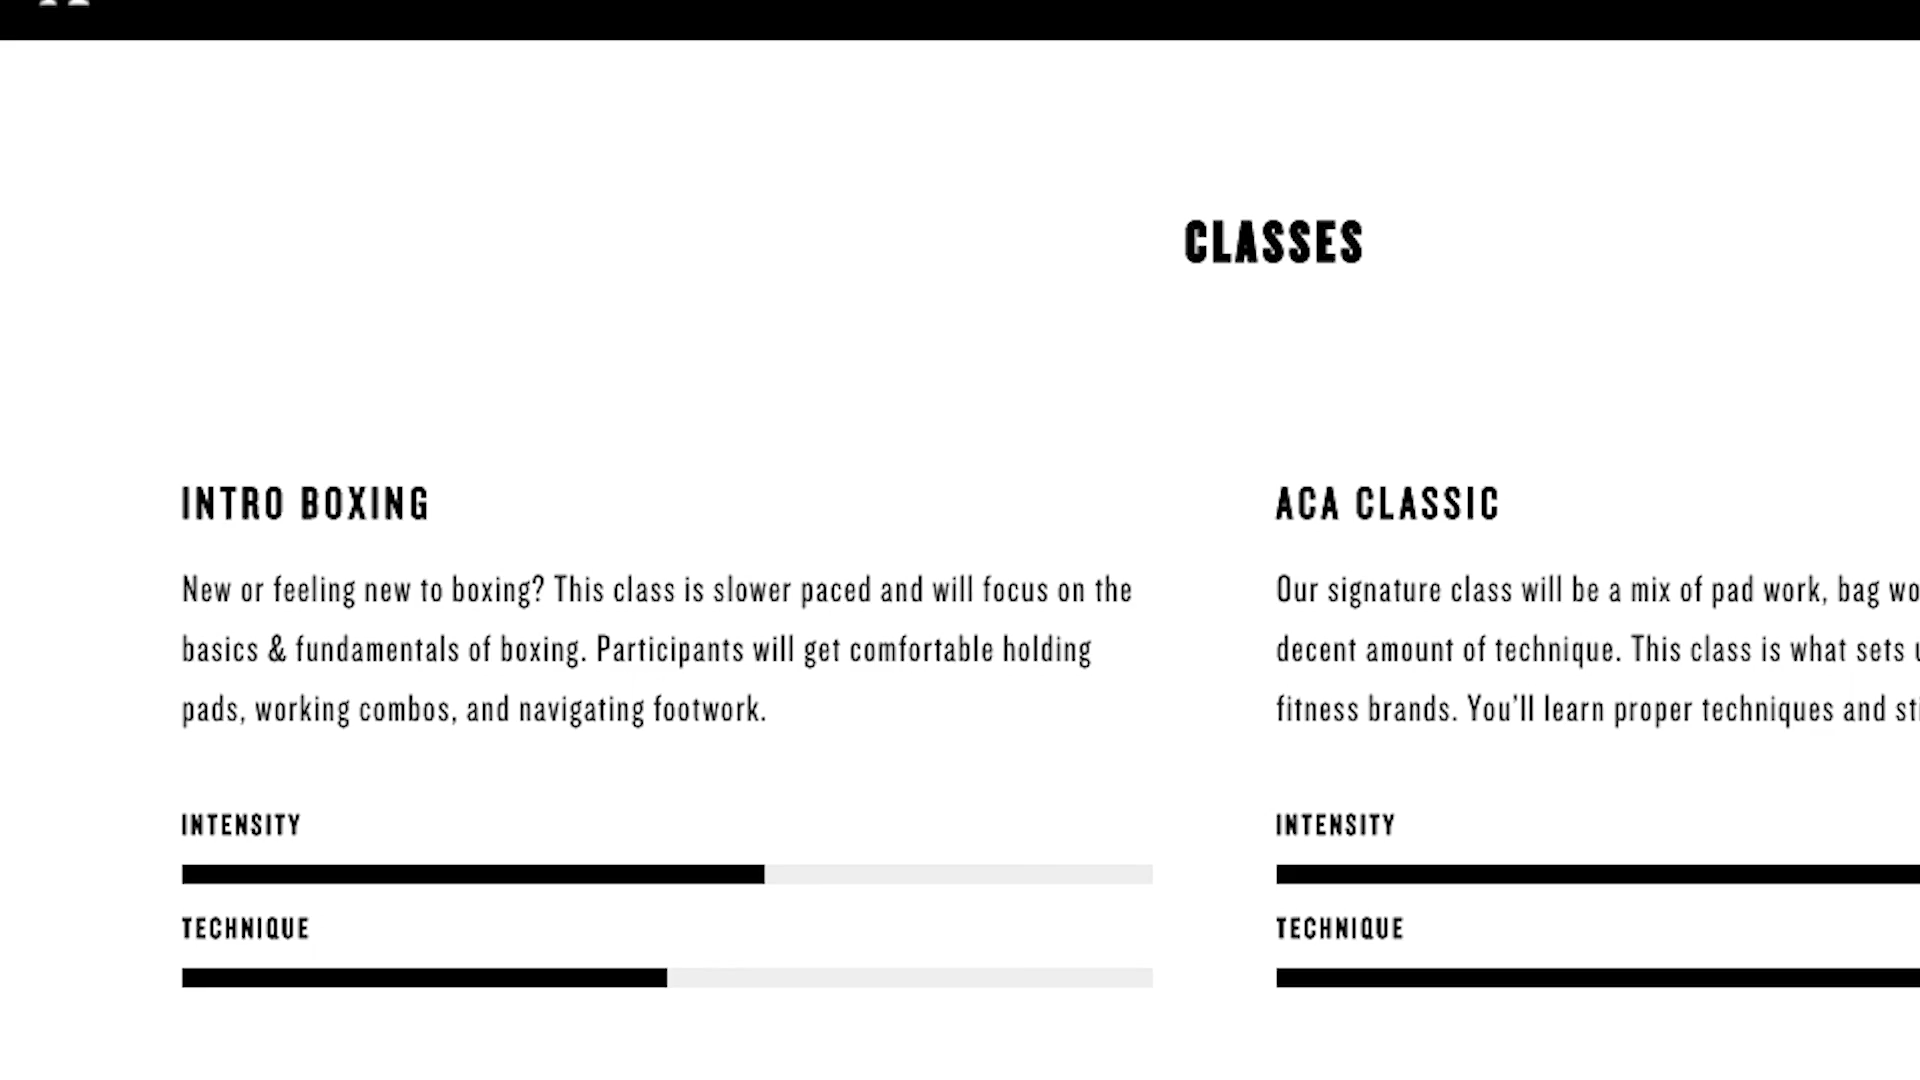 CLASSES
INTRO BOXING
New or feeling new to boxing? This class is slower paced and will focus on the
basics & fundamentals of boxing. Participants will get comfortable holding
pads, working combos, and navigating footwork.
INTENSITY
TECHNIQUE
ACA CLASSIC
Our signature class will be a mix of pad work, bag
decent amount of technique. This class is what sets
fitness brands. You’ll learn proper techniques and
INTENSITY
TECHNIQUE